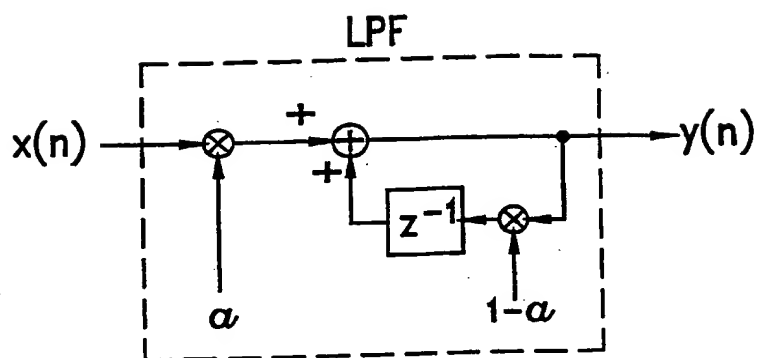 LPF
x(n)
+
+
y(n)
+
z⁻¹
a
1-a